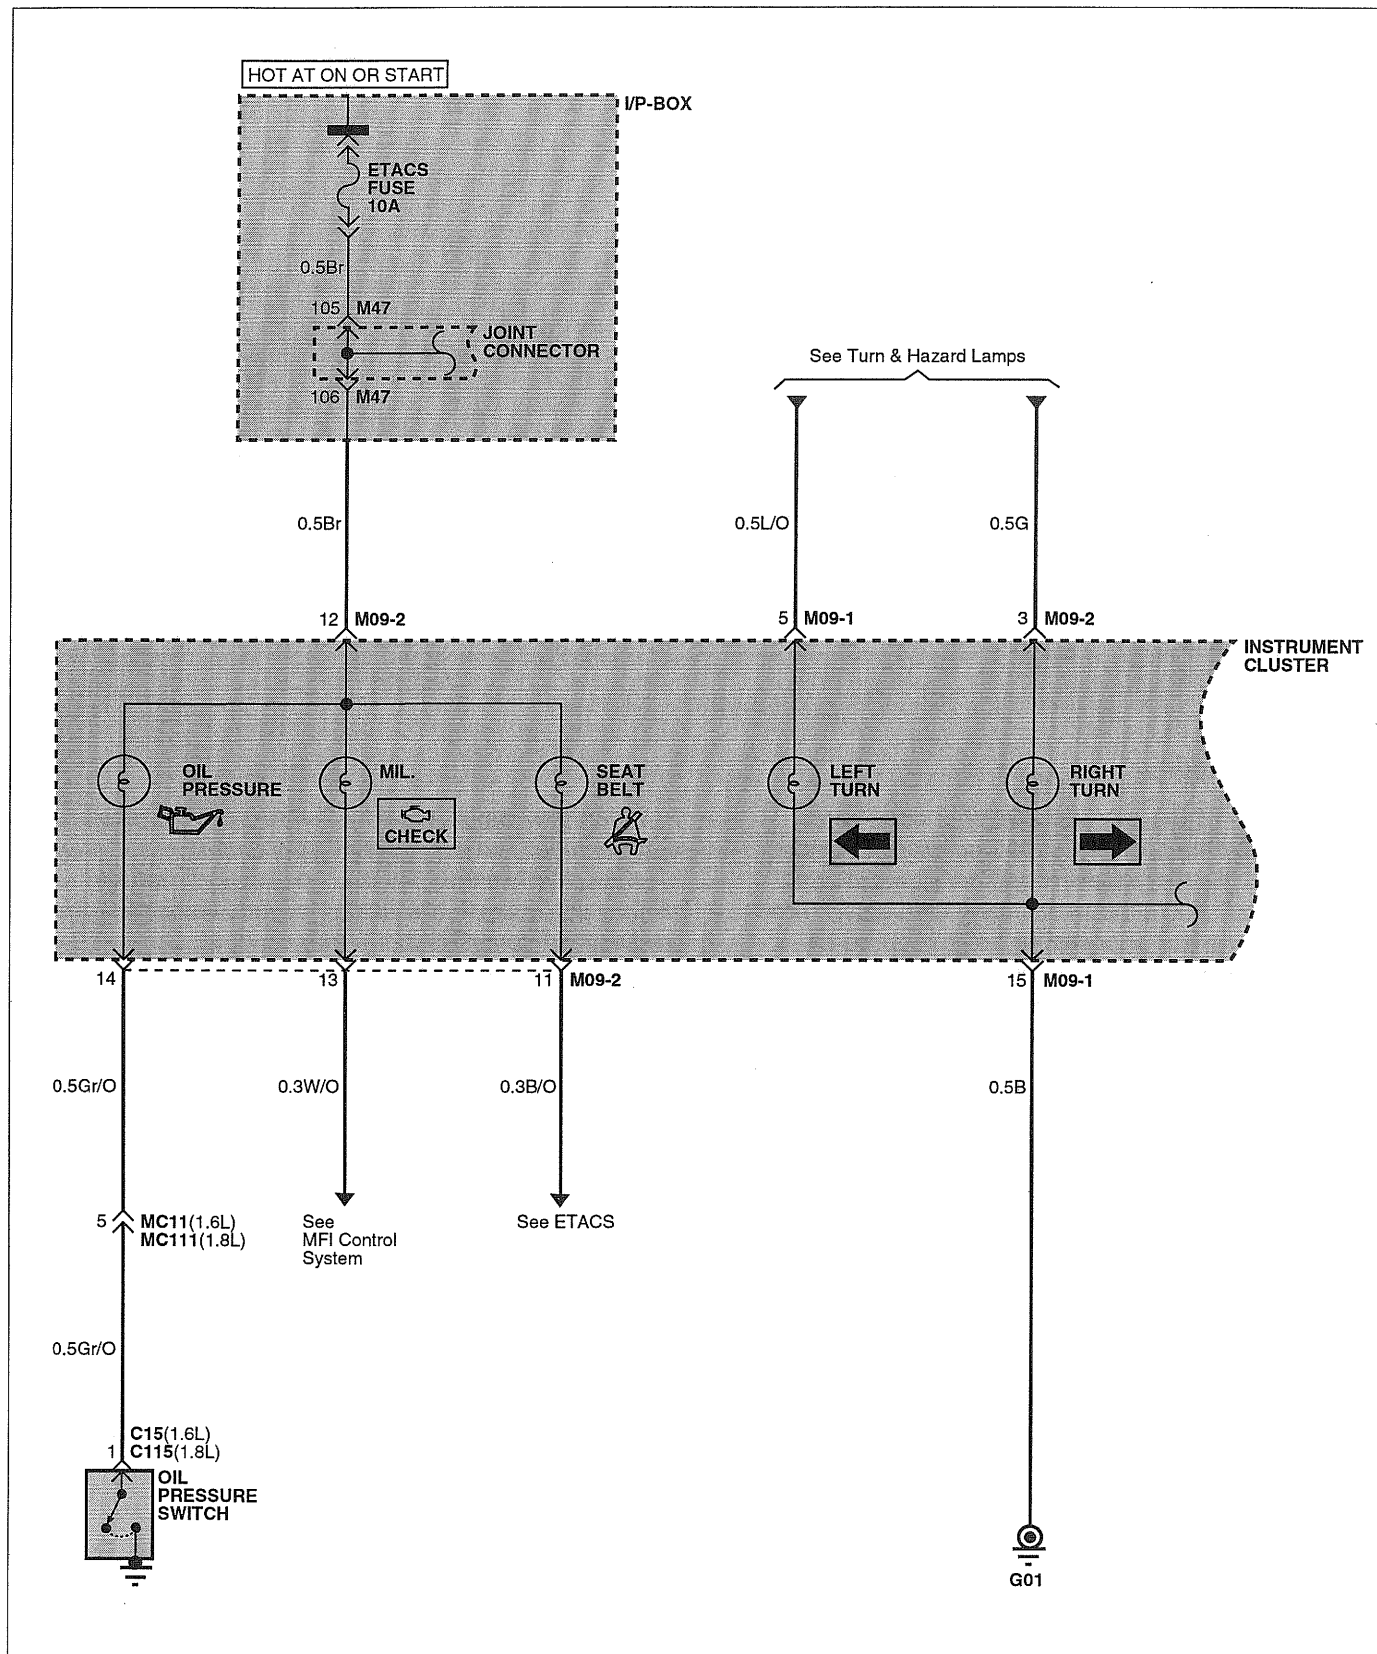 HOT AT ON OR START
I/P-BOX
ETACS
FUSE
10A
0.5Br
105 M47
JOINT
CONNECTOR
106 M47
See Turn & Hazard Lamps
0.5Br
0.5L/O
0.5G
12 M09-2
5 M09-1
3 M09-2
INSTRUMENT
CLUSTER
OIL
PRESSURE
MIL.
CHECK
SEAT
BELT
LEFT
TURN
RIGHT
TURN
14
13
11 M09-2
15 M09-1
0.5Gr/O
0.3W/O
0.3B/O
0.5B
5 MC11(1.6L)
MC111(1.8L)
See
MFI Control
System
See ETACS
0.5Gr/O
C15(1.6L)
1 C115(1.8L)
OIL
PRESSURE
SWITCH
G01